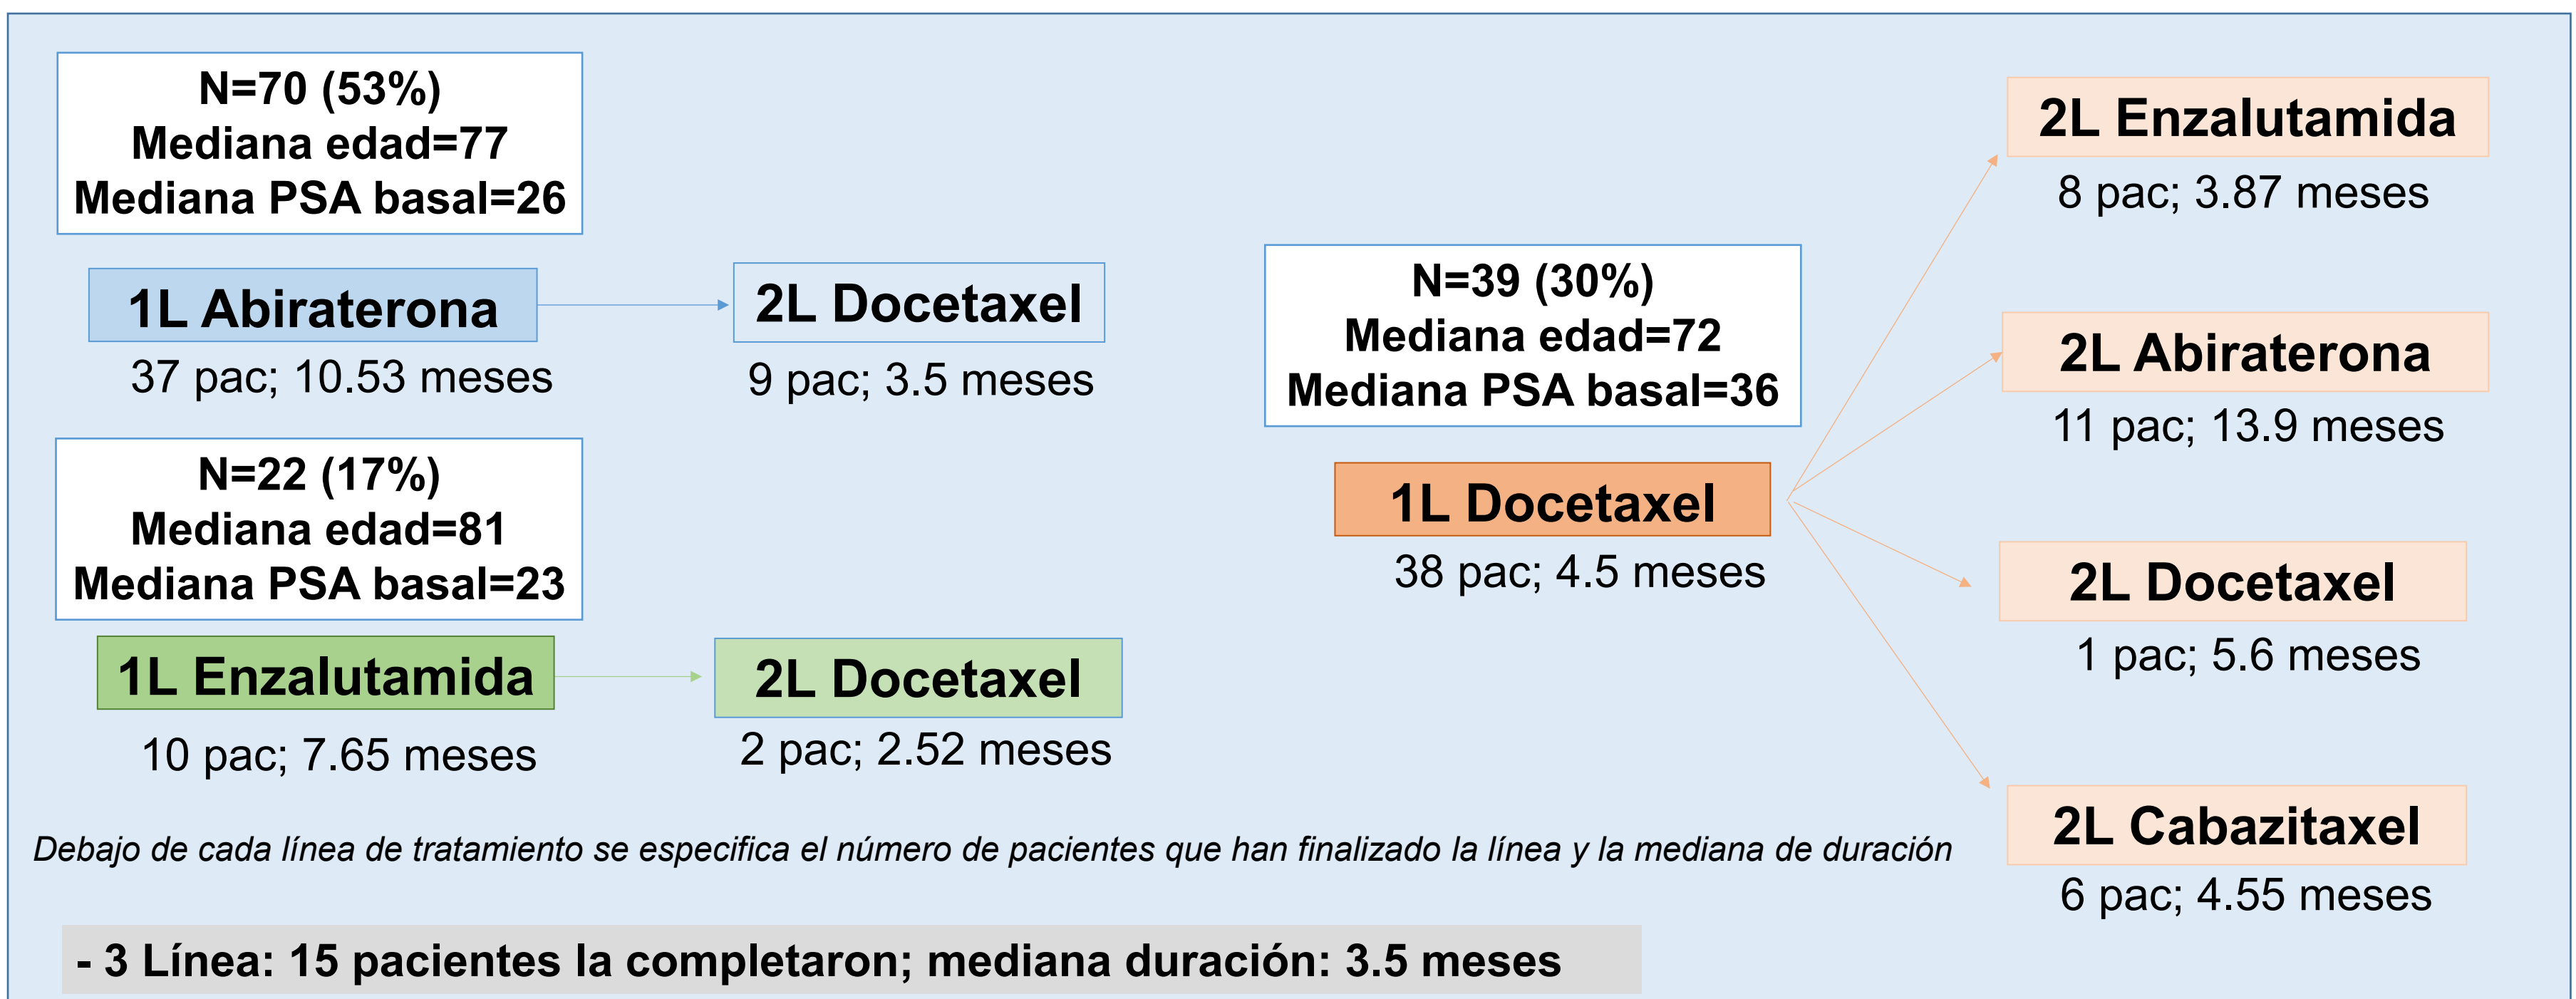 N=70 (53%)
Mediana edad=77
Mediana PSA basal=26
1L Abiraterona
37 pac; 10.53 meses
2L Docetaxel
9 pac; 3.5 meses
N=22 (17%)
Mediana edad=81
Mediana PSA basal=23
1L Enzalutamida
10 pac; 7.65 meses
2L Docetaxel
2 pac; 2.52 meses
N=39 (30%)
Mediana edad=72
Mediana PSA basal=36
1L Docetaxel
38 pac; 4.5 meses
2L Enzalutamida
8 pac; 3.87 meses
2L Abiraterona
11 pac; 13.9 meses
2L Docetaxel
1 pac; 5.6 meses
2L Cabazitaxel
6 pac; 4.55 meses
Debajo de cada línea de tratamiento se especifica el número de pacientes que han finalizado la línea y la mediana de duración
- 3 Línea: 15 pacientes la completaron; mediana duración: 3.5 meses